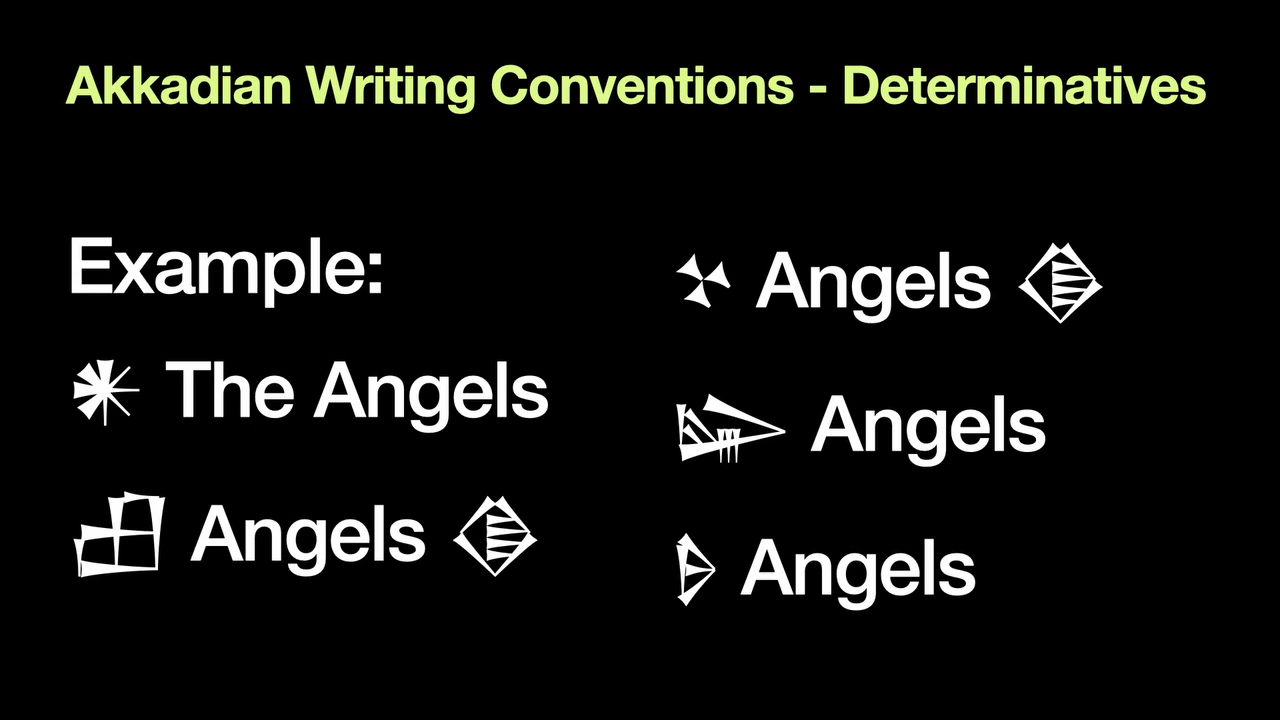 Akkadian Writing Conventions - Determinatives
Example:
𒀭 The Angels
𒌷 Angels 𒆠
𒆳 Angels 𒆠
𒇽 Angels
𒊩 Angels